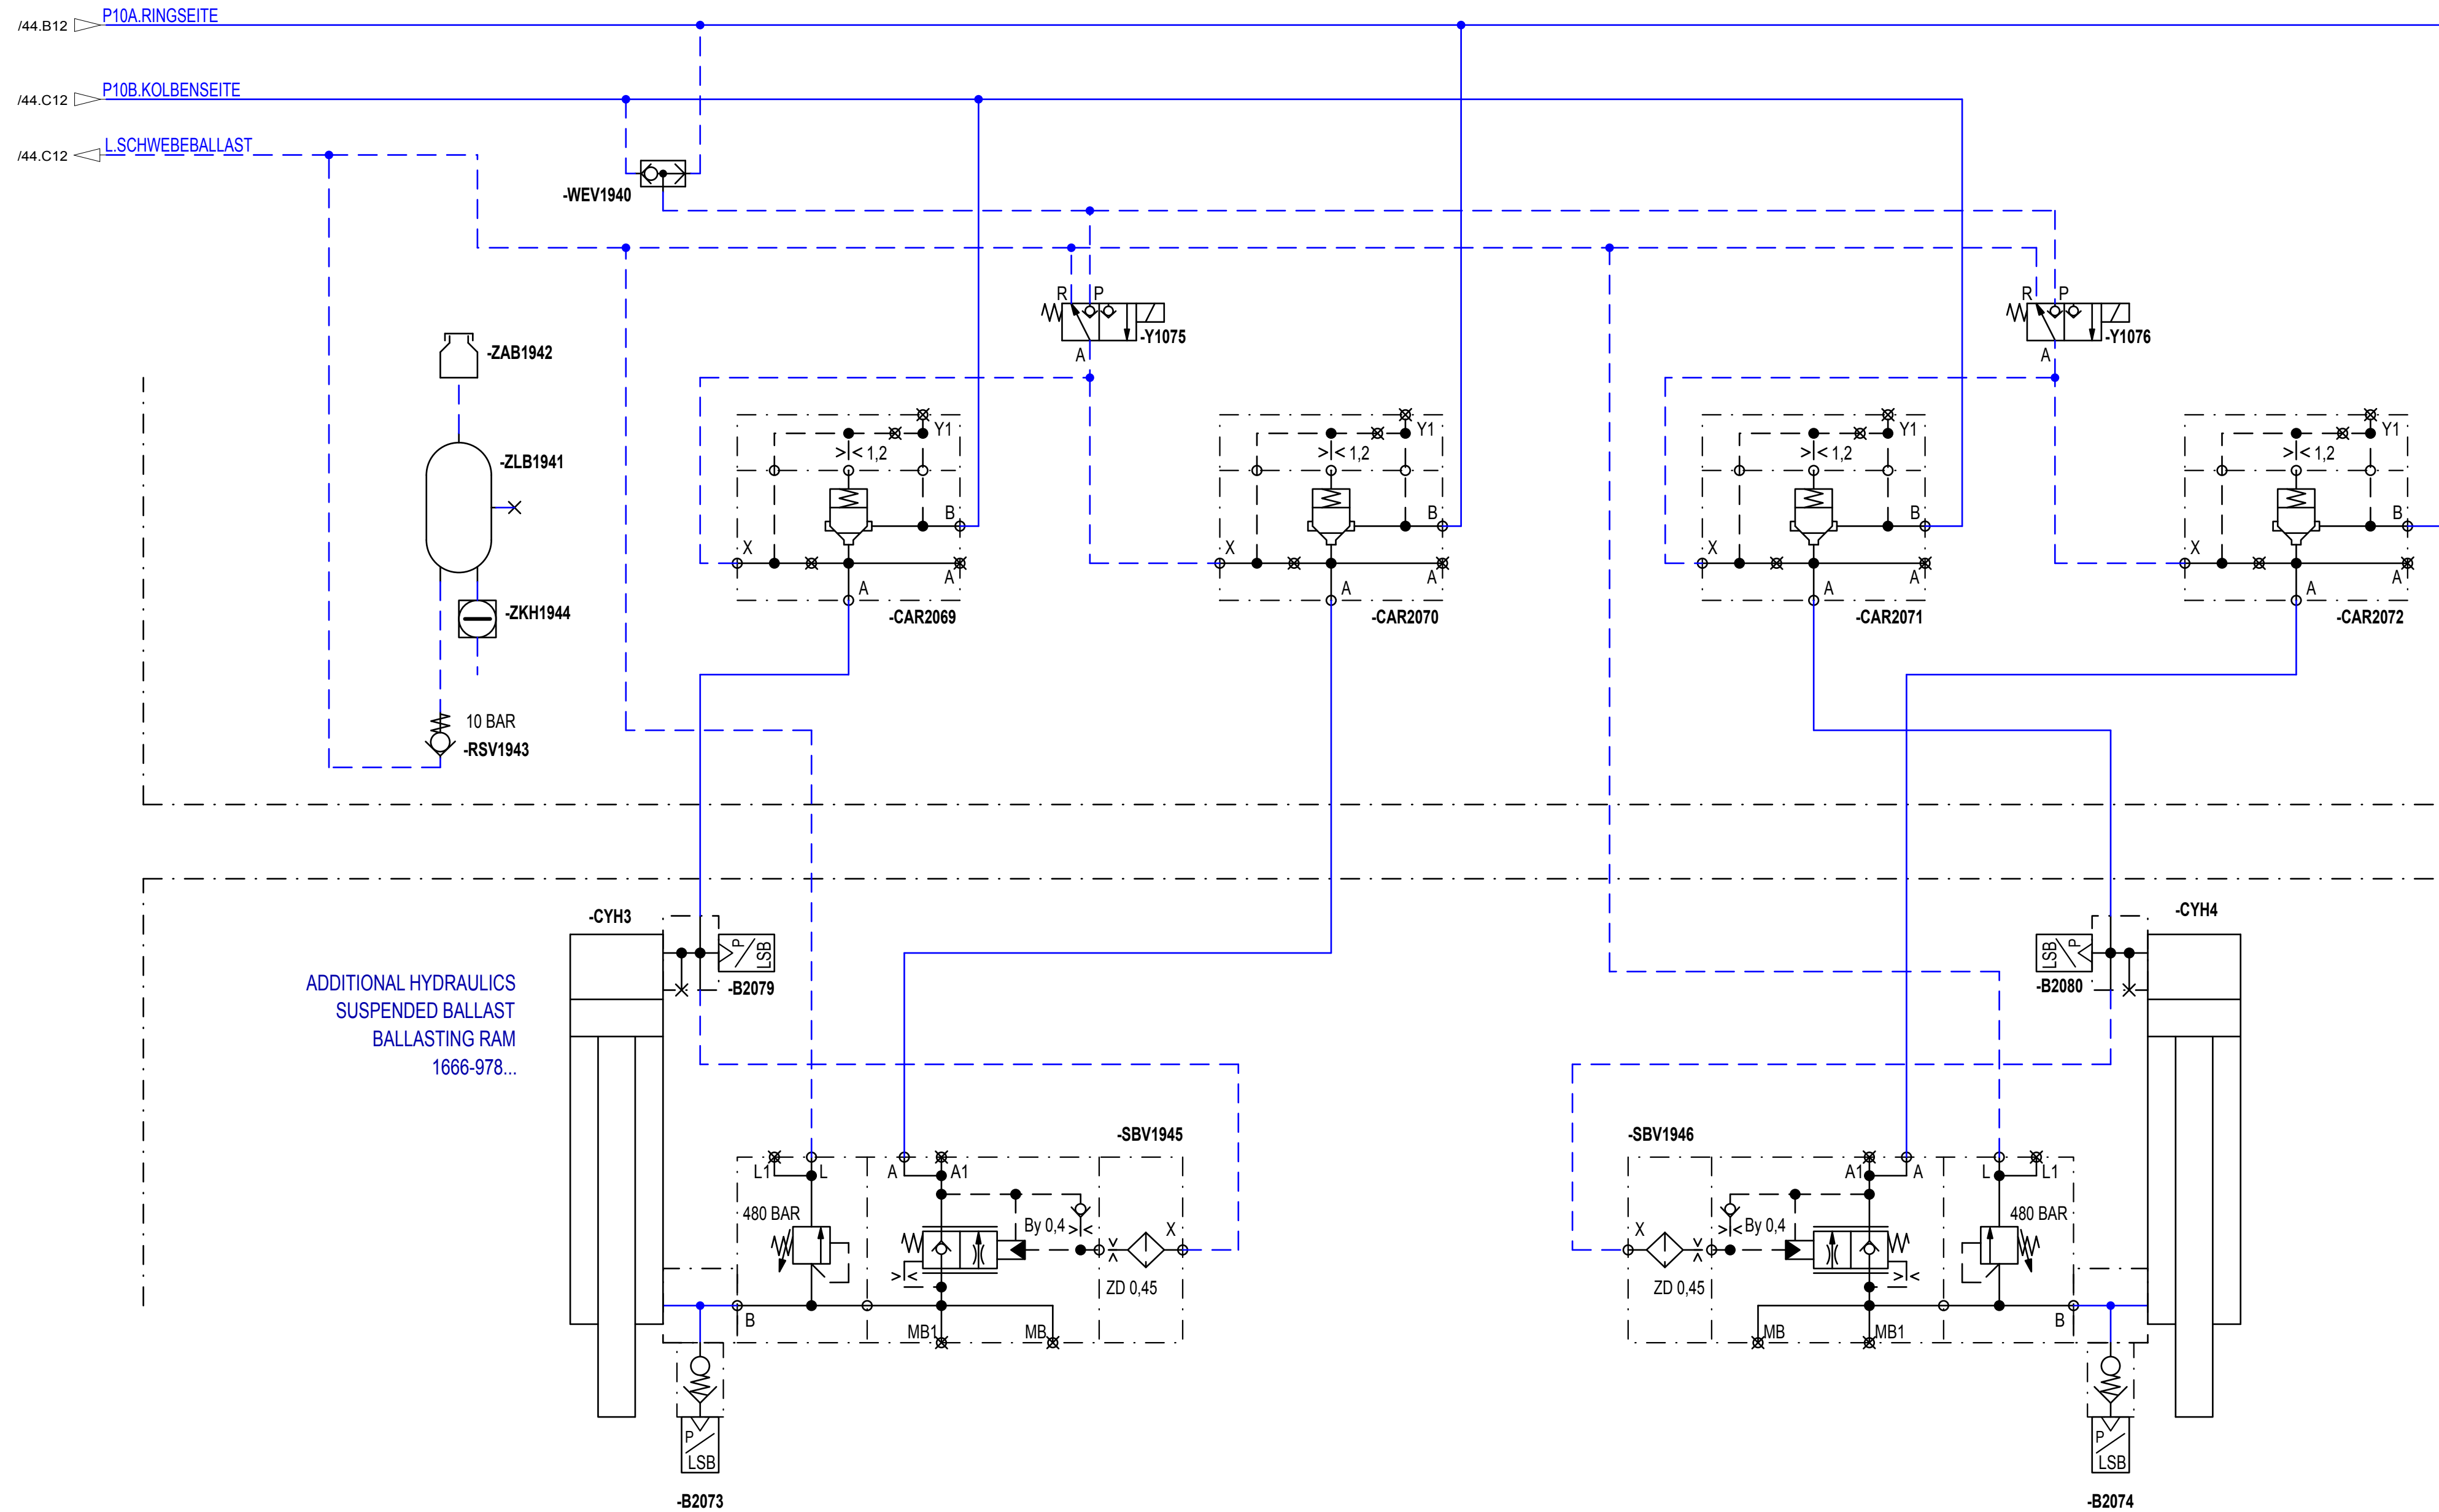 /44.B12
P10A.RINGSEITE
/44.C12
P10B.KOLBENSEITE
/44.C12
L.SCHWEBEBALLAST
-WEV1940
R P
-Y1075
A
R P
-Y1076
A
-ZAB1942
-ZLB1941
-ZKH1944
10 BAR
-RSV1943
Y1
> < 1,2
B
X
A
A
-CAR2069
Y1
> < 1,2
B
X
A
A
-CAR2070
Y1
> < 1,2
B
X
A
A
-CAR2071
Y1
> < 1,2
B
X
A
A
-CAR2072
-CYH3
P
LSB
-B2079
ADDITIONAL HYDRAULICS
SUSPENDED BALLAST
BALLASTING RAM
1666-978...
-CYH4
LSB
P
-B2080
-SBV1945
L1 L A A1
480 BAR
By 0,4
> <
X
> <
ZD 0,45
B
MB1
MB
P
LSB
-B2073
-SBV1946
A1 A L L1
X
> <
By 0,4
480 BAR
> <
ZD 0,45
MB
MB1
B
P
LSB
-B2074